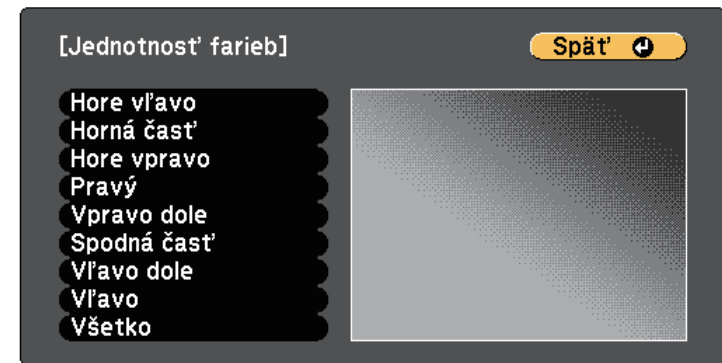 [Jednotnosť farieb]
Späť
Hore vľavo
Horná časť
Hore vpravo
Pravý
Vpravo dole
Spodná časť
Vľavo dole
Vľavo
Všetko